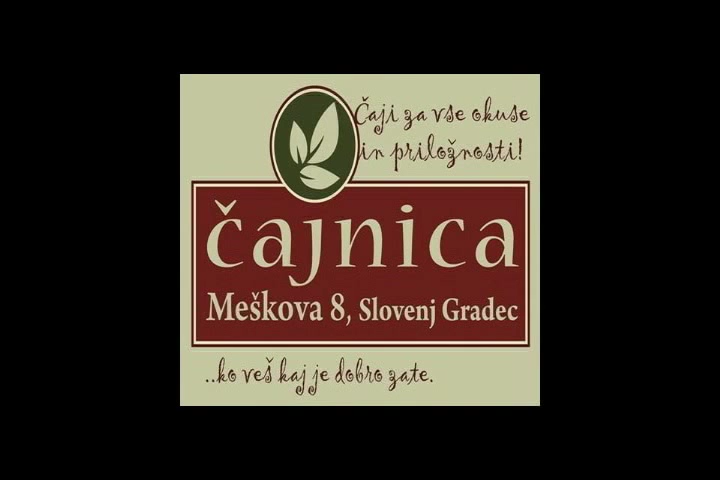 Čaji za vse okuse
in priložnosti!
čajnica
Meškova 8, Slovenj Gradec
..ko veš kaj je dobro zate.